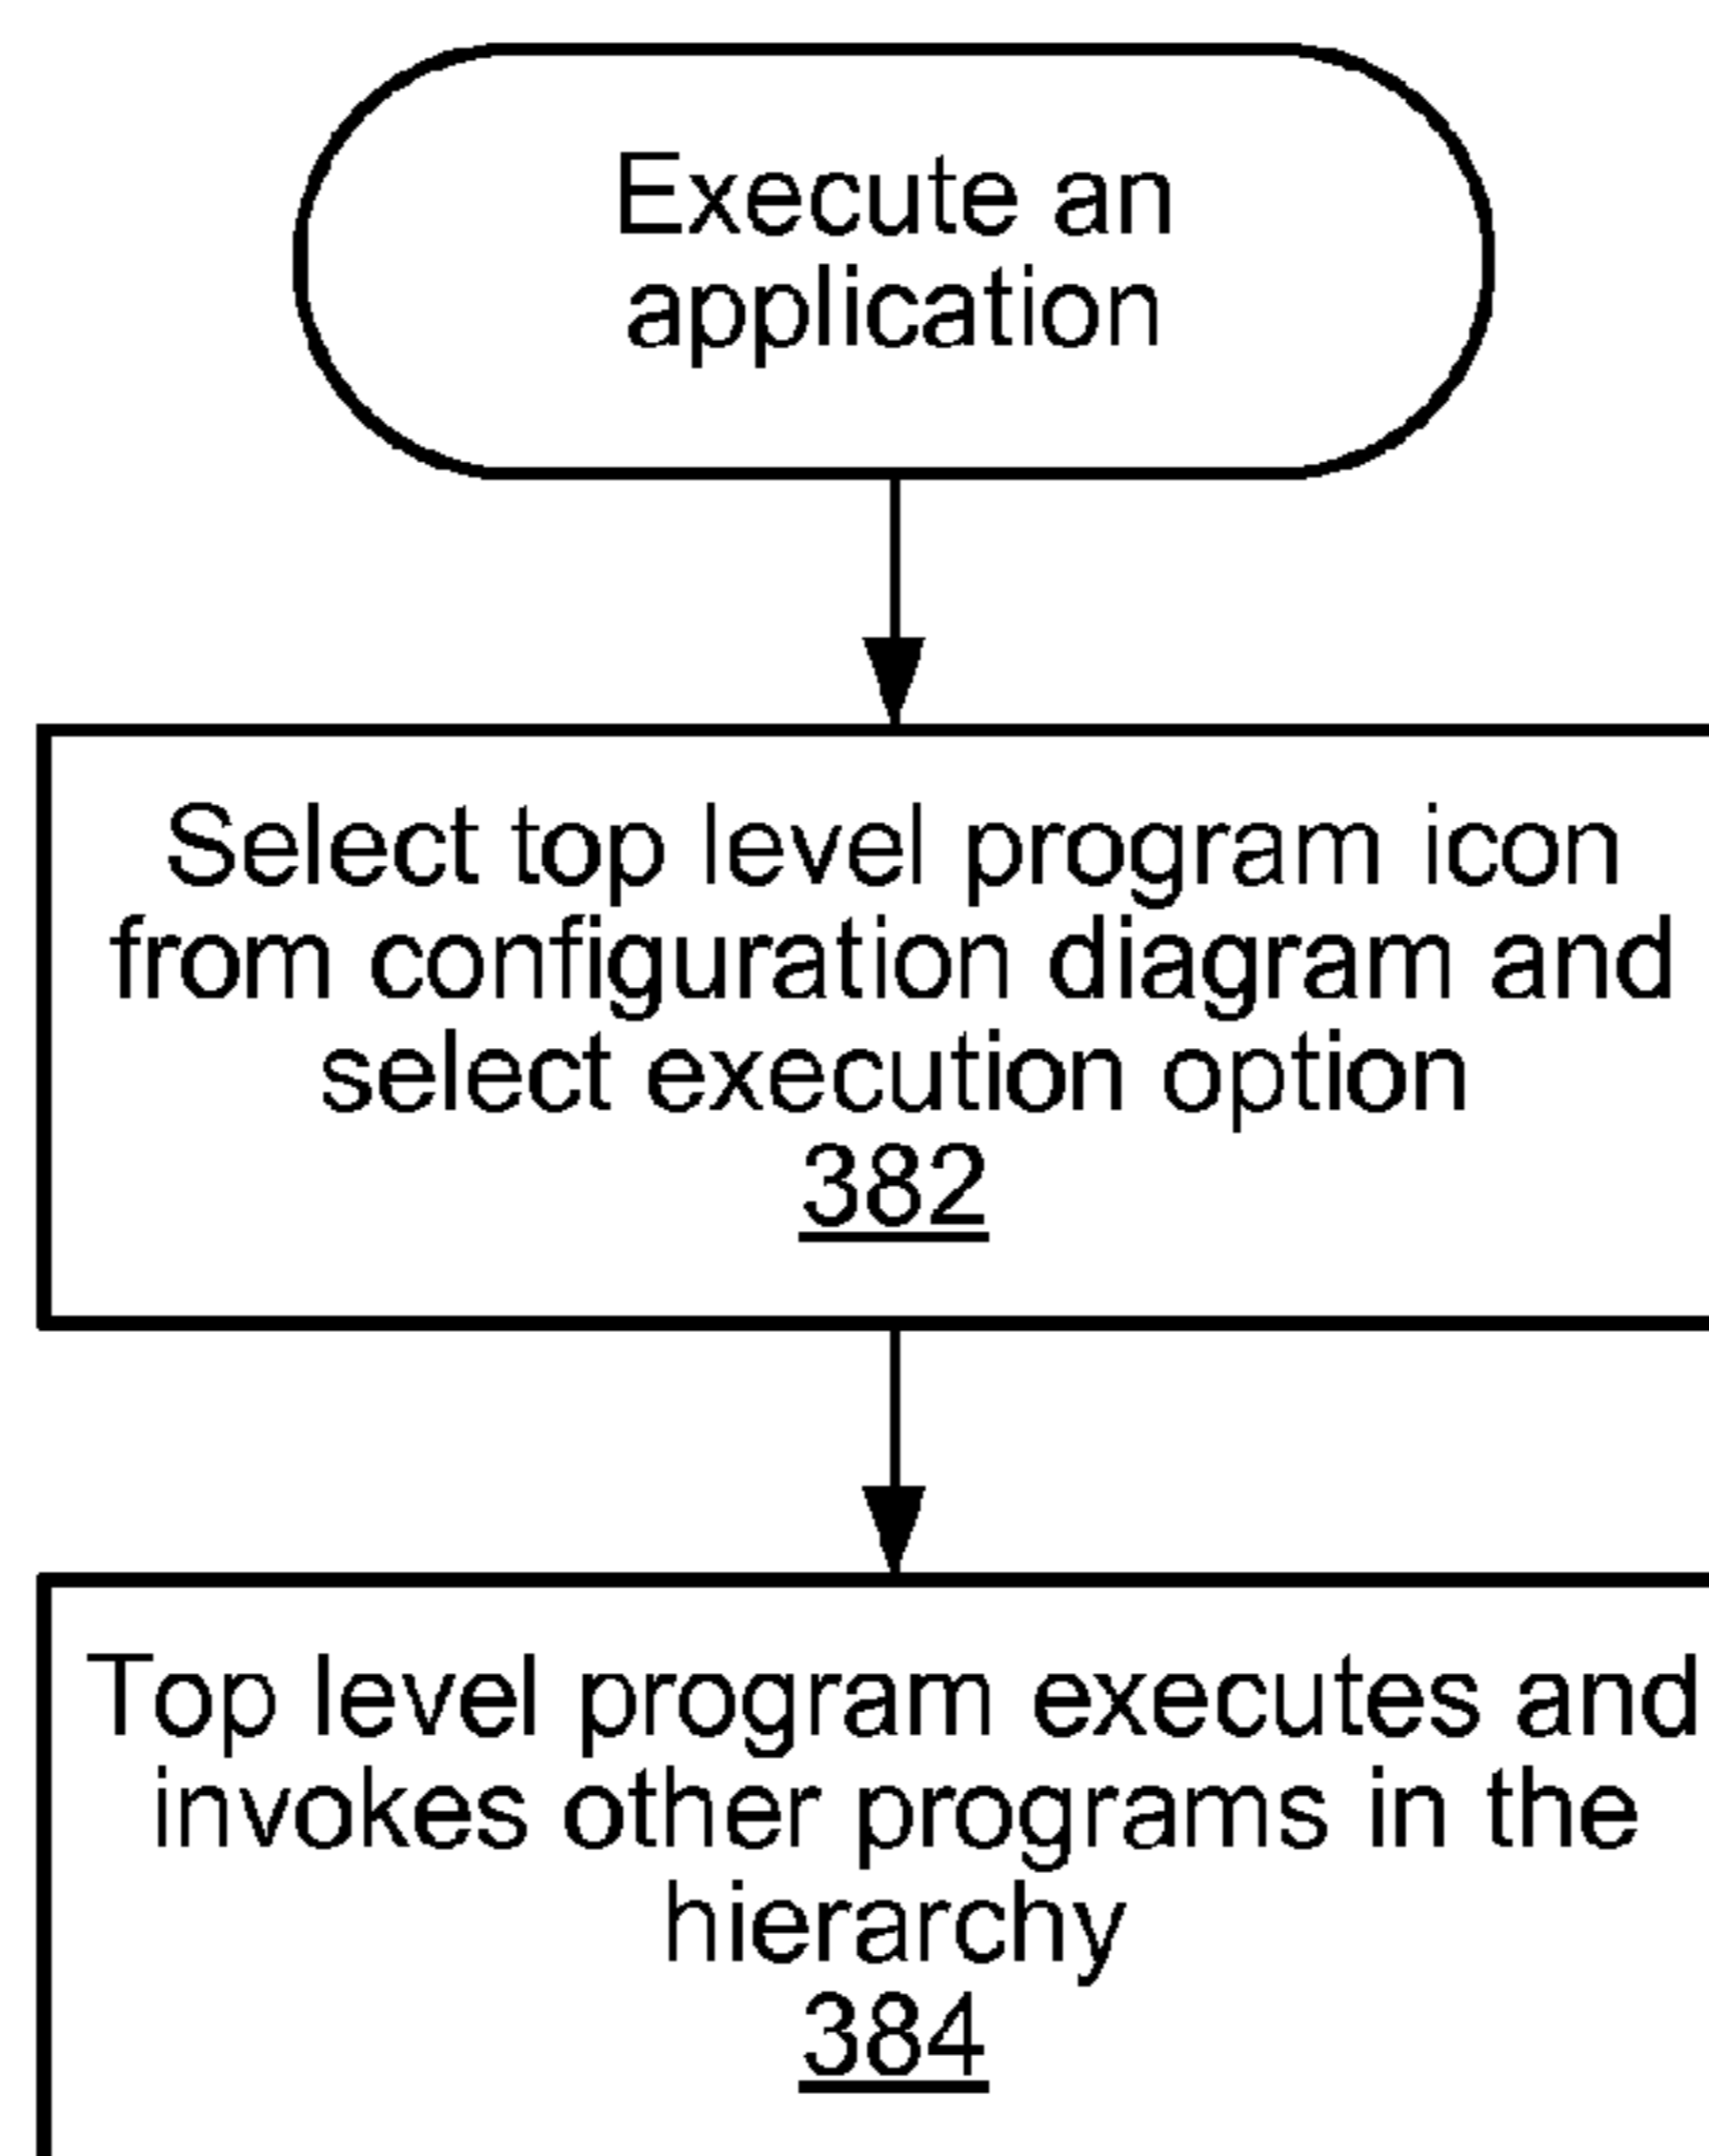 Execute an
application
Select top level program icon
from configuration diagram and
select execution option
382
Top level program executes and
invokes other programs in the
hierarchy
384